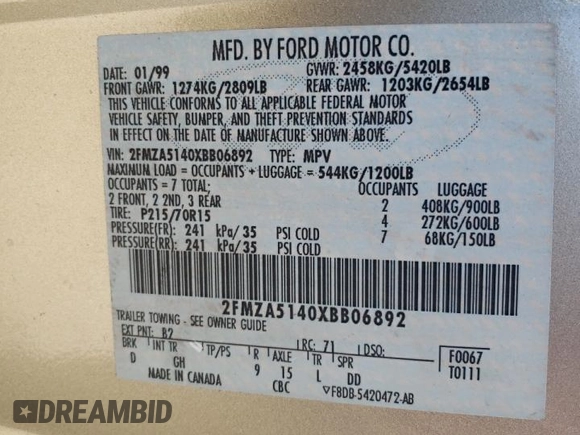 MFD. BY FORD MOTOR CO.
DATE: 01/99 GVWR: 2458KG/5420LB
FRONT GAWR: 1274KG/2809LB REAR GAWR: 1203KG/2654LB
THIS VEHICLE CONFORMS TO ALL APPLICABLE FEDERAL MOTOR
VEHICLE SAFETY, BUMPER, AND THEFT PREVENTION STANDARDS
IN EFFECT ON THE DATE OF MANUFACTURE SHOWN ABOVE.
VIN: 2FMZA5140XBB06892 TYPE: MPV
MAXIMUM LOAD = OCCUPANTS + LUGGAGE = 544KG/1200LB
OCCUPANTS = 7 TOTAL: OCCUPANTS LUGGAGE
2 FRONT, 2 2ND, 3 REAR 2 408KG/900LB
TIRE: P215/70R15 4 272KG/600LB
PRESSURE(FR): 241 kPa/35 PSI COLD 7 68KG/150LB
PRESSURE(RR): 241 kPa/35 PSI COLD
2FMZA5140XBB06892
TRAILER TOWING - SEE OWNER GUIDE
EXT PNT: B2 RC: 71 DSO:
BRK INT TR TP/PS R AXLE TR SPR F0067
D GH 9 15 L DD T0111
MADE IN CANADA CBC ▽F8DB-5420472-AB
DREAMBID